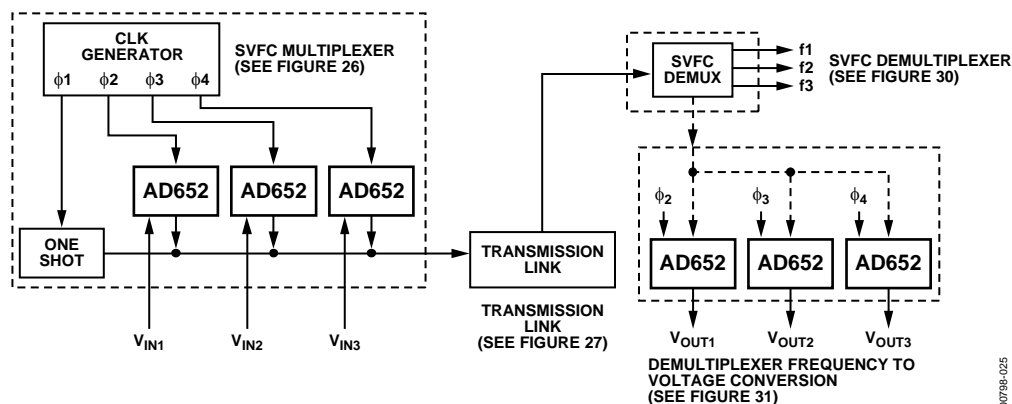 CLK
GENERATOR
ϕ1 ϕ2 ϕ3 ϕ4
SVFC MULTIPLEXER
(SEE FIGURE 26)
AD652
AD652
AD652
ONE
SHOT
VIN1
VIN2
VIN3
TRANSMISSION
LINK
TRANSMISSION
LINK
(SEE FIGURE 27)
SVFC
DEMUX
f1
f2
f3
SVFC DEMULTIPLEXER
(SEE FIGURE 30)
ϕ2
ϕ3
ϕ4
AD652
AD652
AD652
VOUT1
VOUT2
VOUT3
DEMULTIPLEXER FREQUENCY TO
VOLTAGE CONVERSION
(SEE FIGURE 31)
00798-025